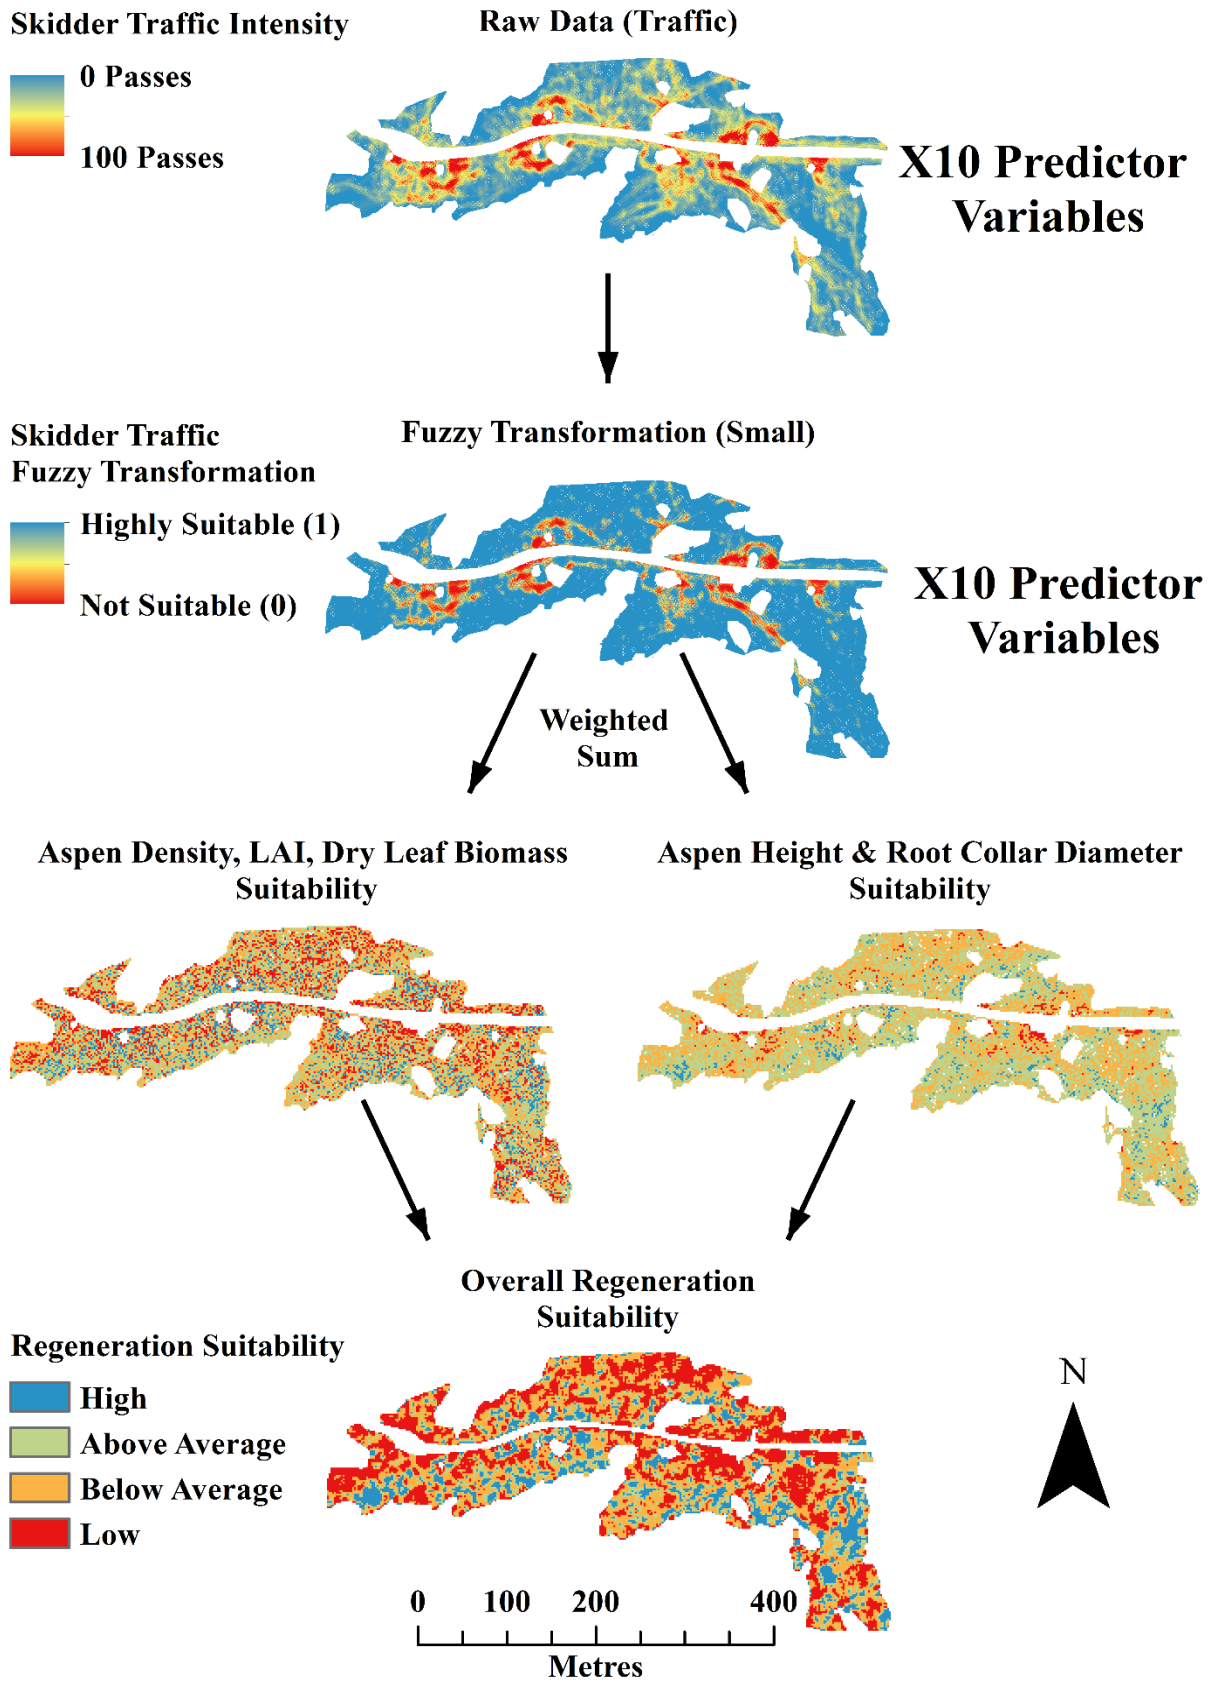 Skidder Traffic Intensity
0 Passes
100 Passes
Raw Data (Traffic)
X10 Predictor
Variables
Skidder Traffic
Fuzzy Transformation
Highly Suitable (1)
Not Suitable (0)
Fuzzy Transformation (Small)
X10 Predictor
Variables
Weighted
Sum
Aspen Density, LAI, Dry Leaf Biomass
Suitability
Aspen Height & Root Collar Diameter
Suitability
Overall Regeneration
Suitability
Regeneration Suitability
High
Above Average
Below Average
Low
N
0 100 200 400
Metres